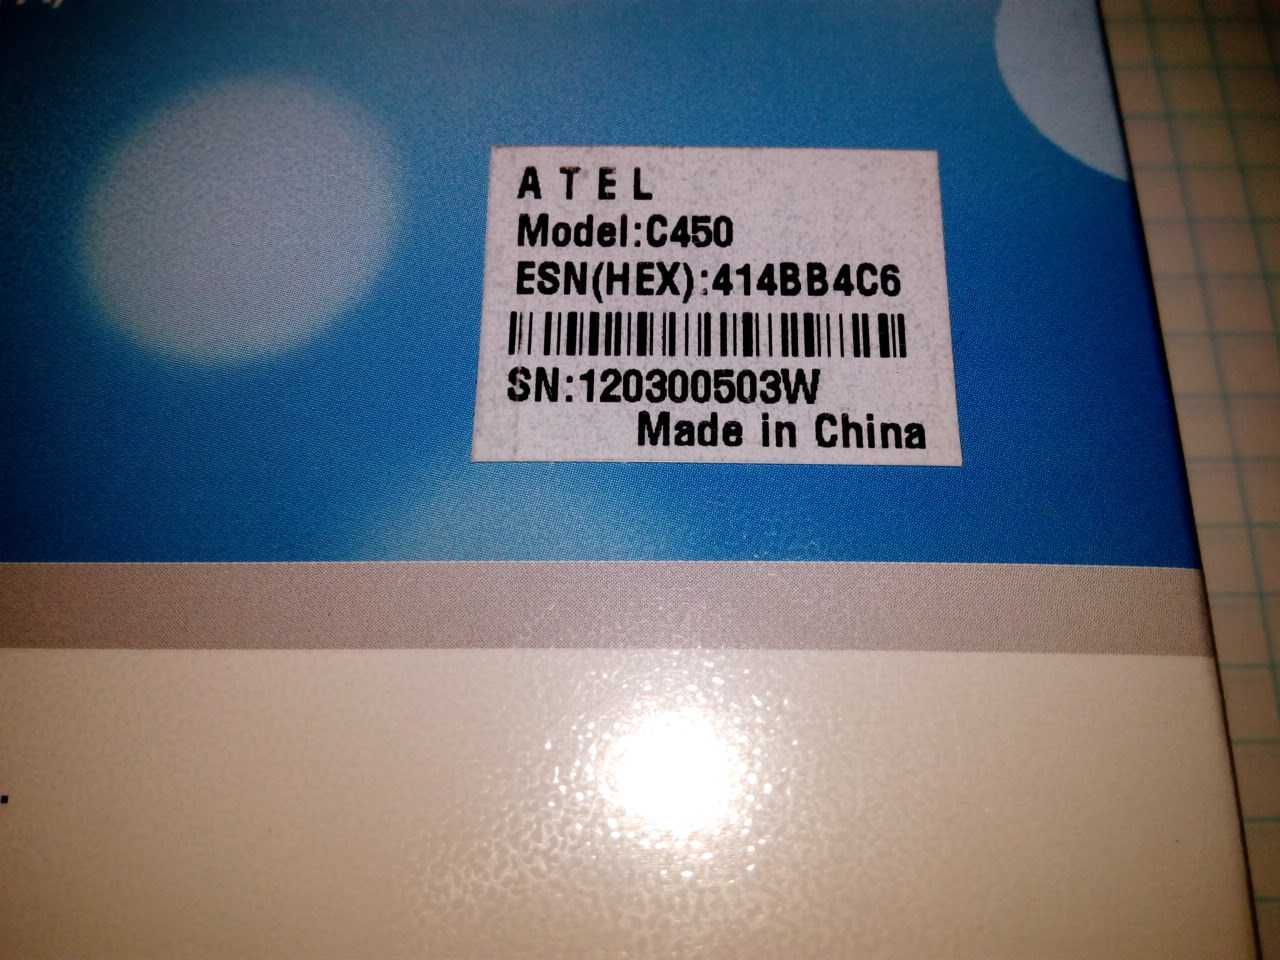 ATEL
Model:C450
ESN(HEX):414BB4C6
SN:120300503W
Made in China